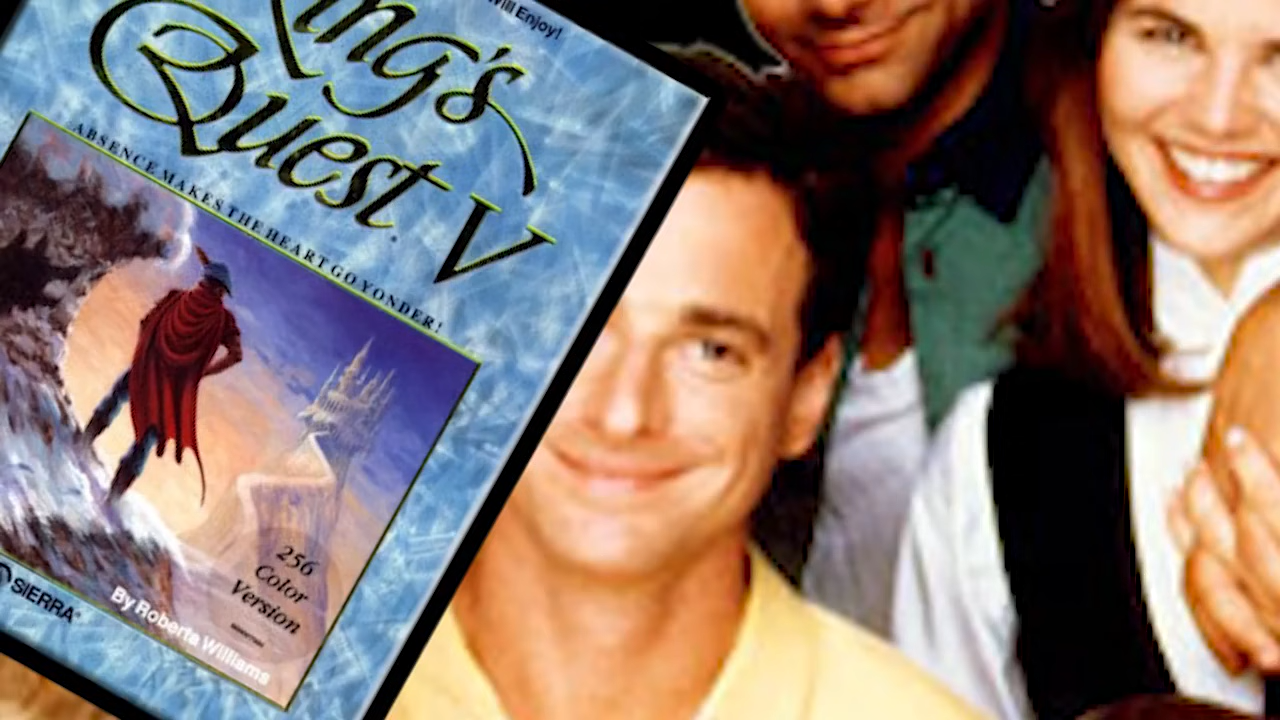 Will Enjoy!
King's
Quest V
ABSENCE MAKES THE HEART GO YONDER!
256
Color
Version
SIERRA
By Roberta Williams